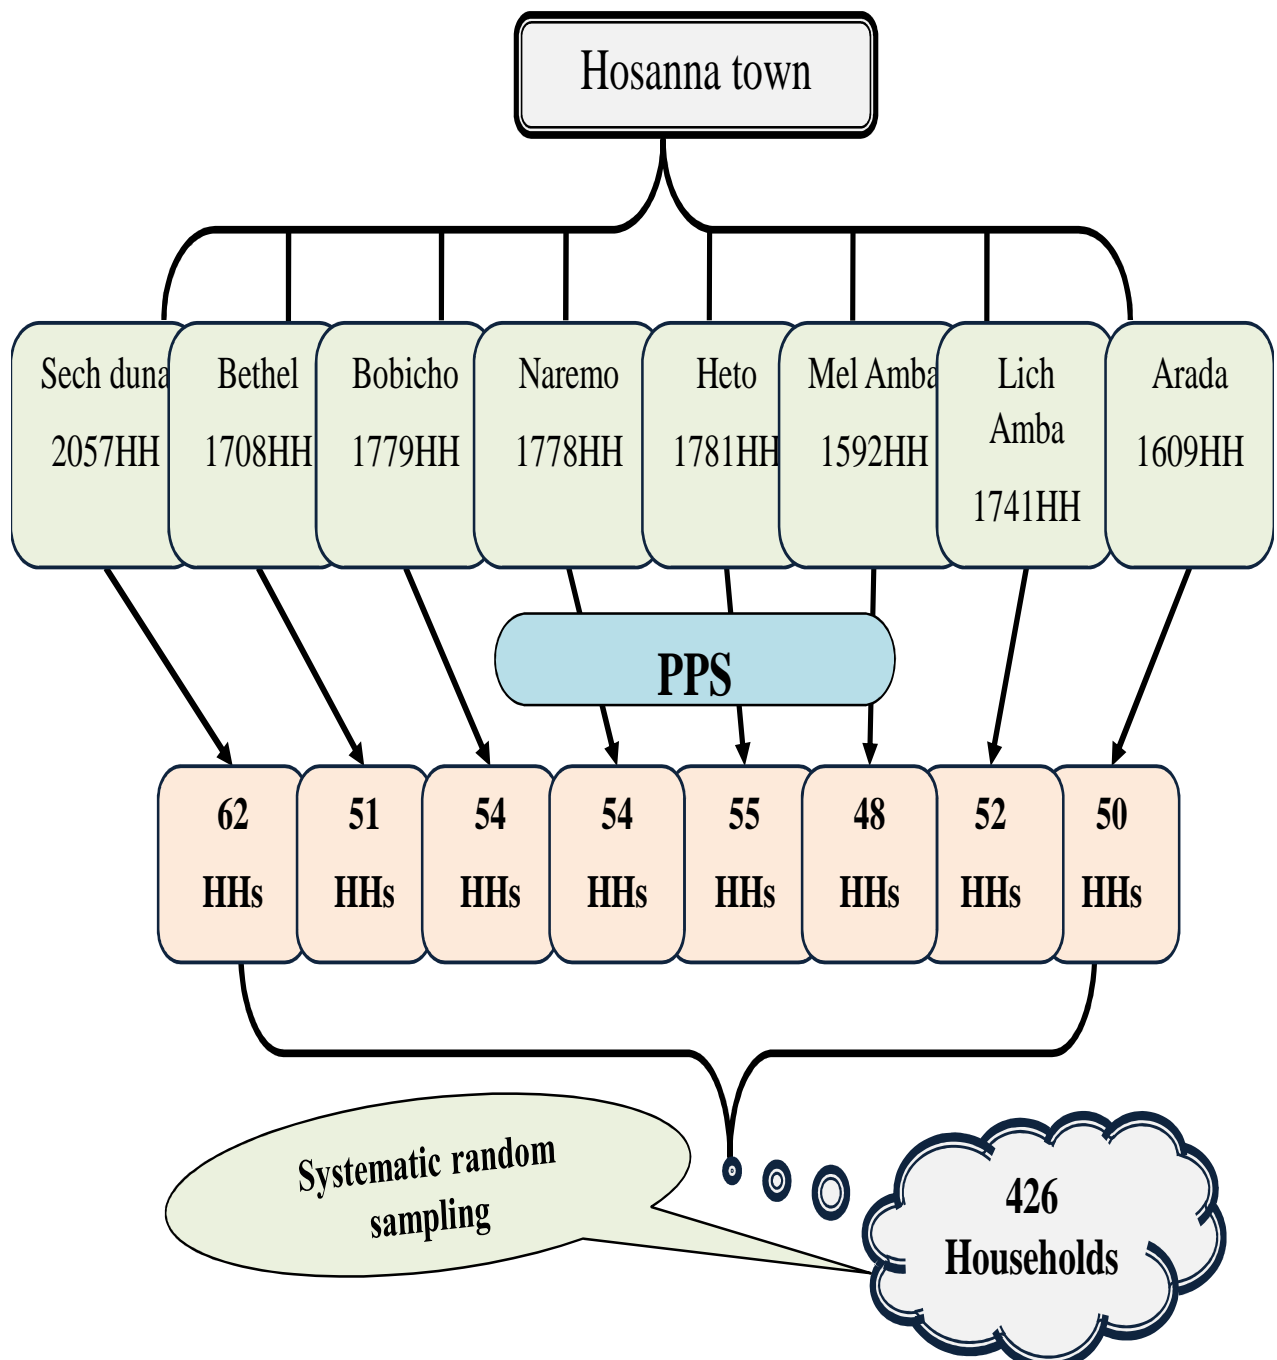 Hosanna town
Sech duna
2057HH
Bethel
1708HH
Bobicho
1779HH
Naremo
1778HH
Heto
1781HH
Mel Amba
1592HH
Lich
Amba
1741HH
Arada
1609HH
PPS
62
HHs
51
HHs
54
HHs
54
HHs
55
HHs
48
HHs
52
HHs
50
HHs
Systematic random
sampling
426
Households